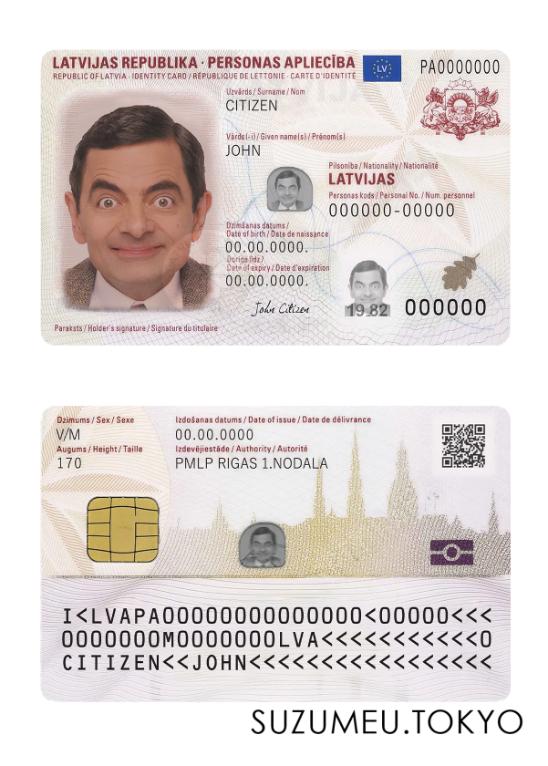 LATVIJAS REPUBLIKA · PERSONAS APLIECĪBA
REPUBLIC OF LATVIA · IDENTITY CARD / RÉPUBLIQUE DE LETTONIE · CARTE D'IDENTITÉ
LV
PA0000000
Uzvārds / Surname / Nom
CITIZEN
Vārds(-i) / Given name(s) / Prénom(s)
JOHN
Pilsonība / Nationality / Nationalité
LATVIJAS
Personas kods / Personal No. / Num. personnel
000000-00000
Dzimšanas datums /
Date of birth / Date de naissance
00.00.0000.
Derīga līdz /
Date of expiry / Date d'expiration
00.00.0000.
John Citizen
19 82
000000
Paraksts / Holder's signature / Signature du titulaire
Dzimums / Sex / Sexe
V/M
Augums / Height / Taille
170
Izdošanas datums / Date of issue / Date de délivrance
00.00.0000
Izdevējiestāde / Authority / Autorité
PMLP RIGAS 1.NODALA
I<LVAPA0000000000000000<00000<<<
0000000M0000000LVA<<<<<<<<<<<0
CITIZEN<<JOHN<<<<<<<<<<<<<<<<<
SUZUMEU.TOKYO